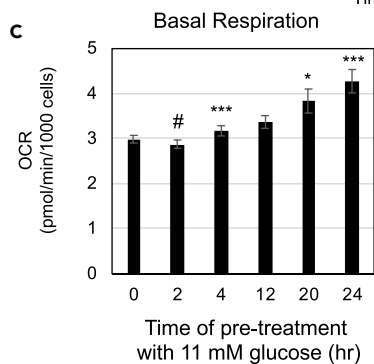 C
Basal Respiration
OCR
(pmol/min/1000 cells)
5
4
3
2
1
0
#
***
*
***
0 2 4 12 20 24
Time of pre-treatment
with 11 mM glucose (hr)